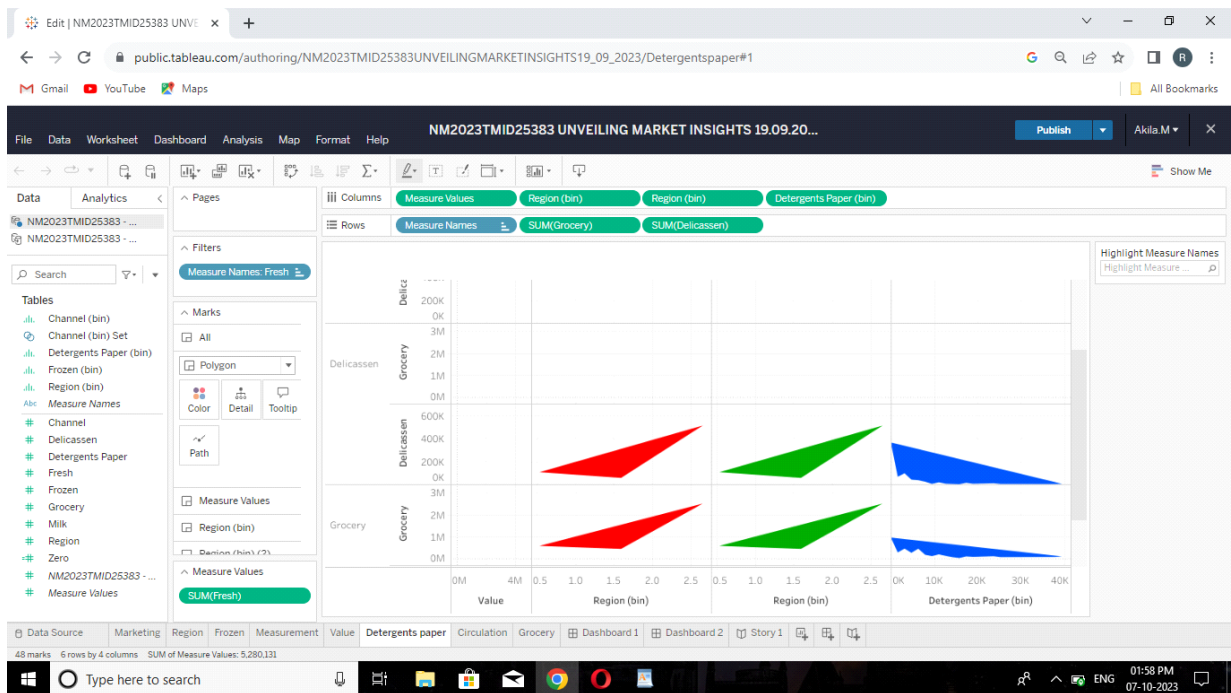 Edit | NM2023TMID25383 UNVE
public.tableau.com/authoring/NM2023TMID25383UNVEILINGMARKETINSIGHTS19_09_2023/Detergentspaper#1
R
Gmail YouTube Maps All Bookmarks
NM2023TMID25383 UNVEILING MARKET INSIGHTS 19.09.20...
File Data Worksheet Dashboard Analysis Map Format Help Publish Akila.M
Show Me
Data Analytics
NM2023TMID25383 - ...
NM2023TMID25383 - ...
Search
Tables
Channel (bin)
Channel (bin) Set
Detergents Paper (bin)
Frozen (bin)
Region (bin)
Abc Measure Names
# Channel
# Delicassen
# Detergents Paper
# Fresh
# Frozen
# Grocery
# Milk
# Region
=# Zero
# NM2023TMID25383 - ...
# Measure Values
Pages
Filters
Measure Names: Fresh
Marks
All
Polygon
Color Detail Tooltip
Path
Measure Values
Region (bin)
Region (bin) (2)
Measure Values
SUM(Fresh)
Columns Measure Values Region (bin) Region (bin) Detergents Paper (bin)
Rows Measure Names SUM(Grocery) SUM(Delicassen)
200K
0K
Delicassen
Grocery
3M
2M
1M
0M
Delicassen
600K
400K
200K
0K
Grocery
Grocery
3M
2M
1M
0M
0M 4M 0.5 1.0 1.5 2.0 2.5 0.5 1.0 1.5 2.0 2.5 0K 10K 20K 30K 40K
Value Region (bin) Region (bin) Detergents Paper (bin)
Highlight Measure Names
Highlight Measure ...
Data Source Marketing Region Frozen Measurement Value Detergents paper Circulation Grocery Dashboard 1 Dashboard 2 Story 1
48 marks 6 rows by 4 columns SUM of Measure Values: 5,280,131
Type here to search
ENG
01:58 PM
07-10-2023